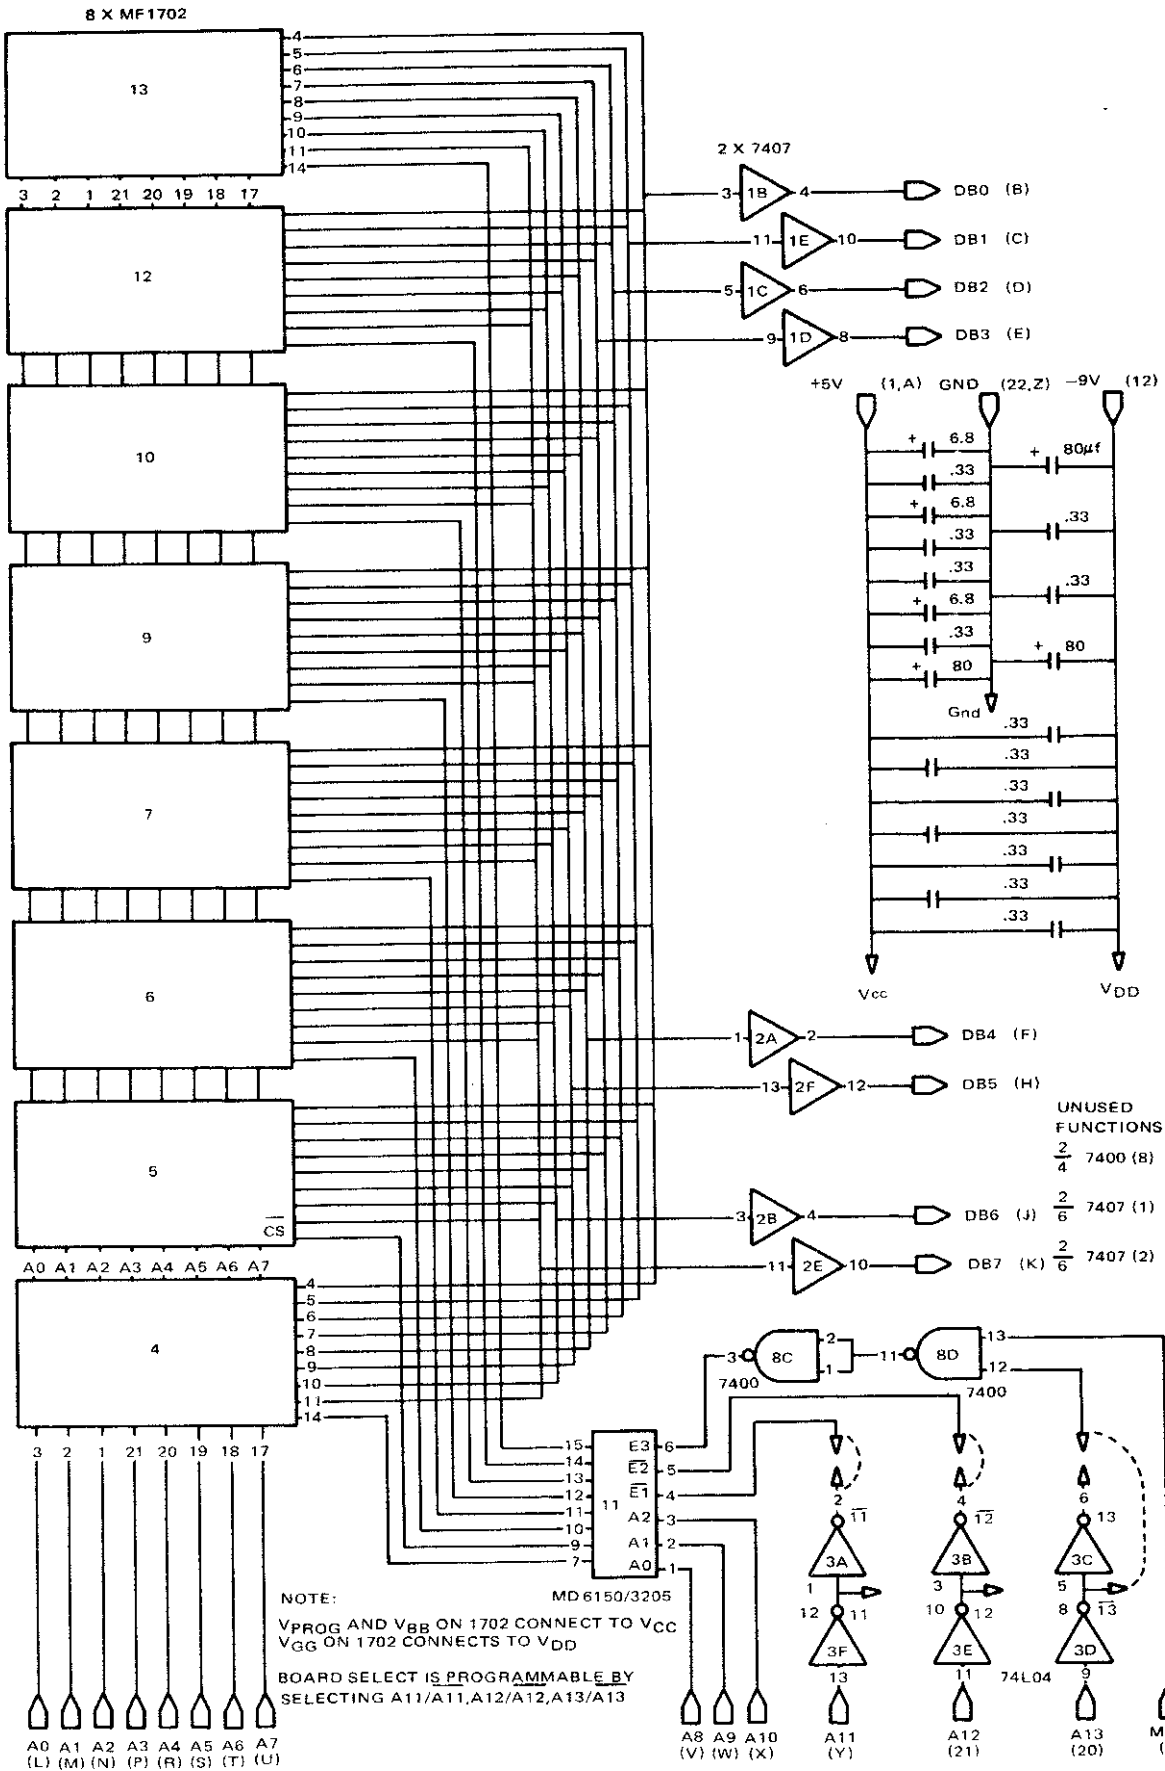 8 X MF1702
13
4
5
6
7
8
9
10
11
14
3 2 1 21 20 19 18 17
12
10
9
7
6
5
CS
A0 A1 A2 A3 A4 A5 A6 A7
4
4
5
6
7
8
9
10
11
14
3 2 1 21 20 19 18 17
A0 A1 A2 A3 A4 A5 A6 A7
(L) (M) (N) (P) (R) (S) (T) (U)
2 X 7407
3 1B 4 DB0 (B)
11 1E 10 DB1 (C)
5 1C 6 DB2 (D)
9 1D 8 DB3 (E)
+5V (1,A) GND (22,Z) −9V (12)
+ 6.8
+ 80µf
.33
+ 6.8
.33
.33
.33
.33
+ 6.8
.33
+ 80
+ 80
Gnd
.33
.33
.33
.33
.33
.33
.33
Vcc
VDD
1 2A 2 DB4 (F)
13 2F 12 DB5 (H)
3 2B 4 DB6 (J)
11 2E 10 DB7 (K)
UNUSED
FUNCTIONS
2/4 7400 (8)
2/6 7407 (1)
2/6 7407 (2)
3 8C 2
1
7400
11 8D 13
12
7400
15 E3 6
14 E2 5
13 E1 4
12
11
11 A2 3
10
9 A1 2
7 A0 1
MD 6150/3205
2 11
3A
1
12 11
3F
13
4 12
3B
3
10 12
3E
11
6 13
3C
5
8 13
3D
9
74L04
NOTE:
VPROG AND VBB ON 1702 CONNECT TO VCC
VGG ON 1702 CONNECTS TO VDD
BOARD SELECT IS PROGRAMMABLE BY
SELECTING A11/A11,A12/A12,A13/A13
A8 A9 A10 A11 A12 A13
(V) (W) (X) (Y) (21) (20)